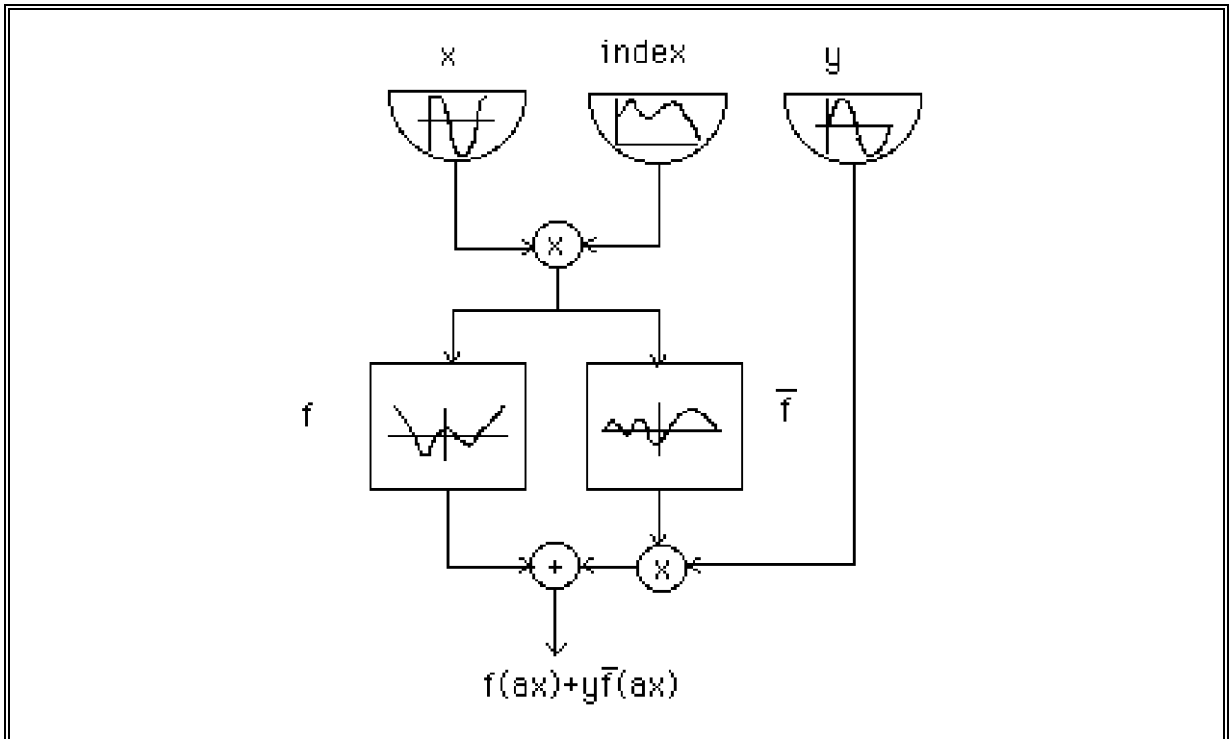 x index y
x
f f̅
+ x
f(ax)+yf̅(ax)